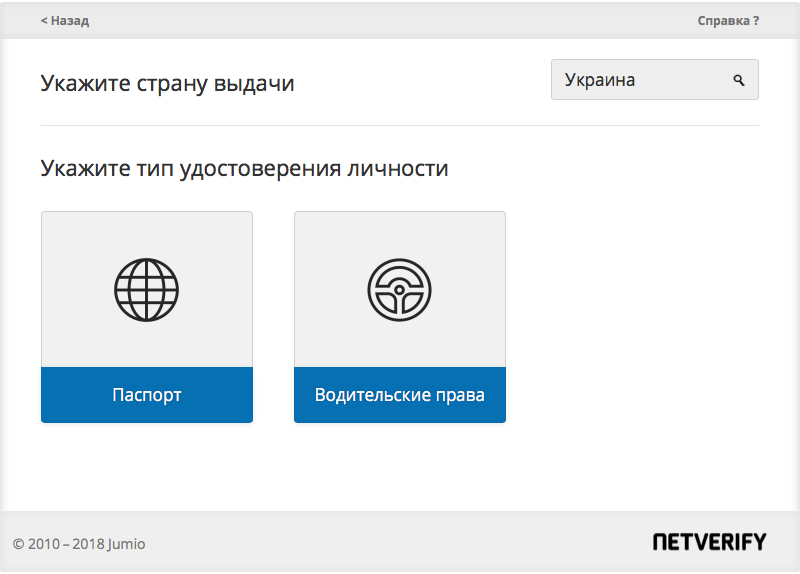 < Назад
Справка ?
Укажите страну выдачи
Украина
Укажите тип удостоверения личности
Паспорт
Водительские права
© 2010 – 2018 Jumio
NETVERIFY